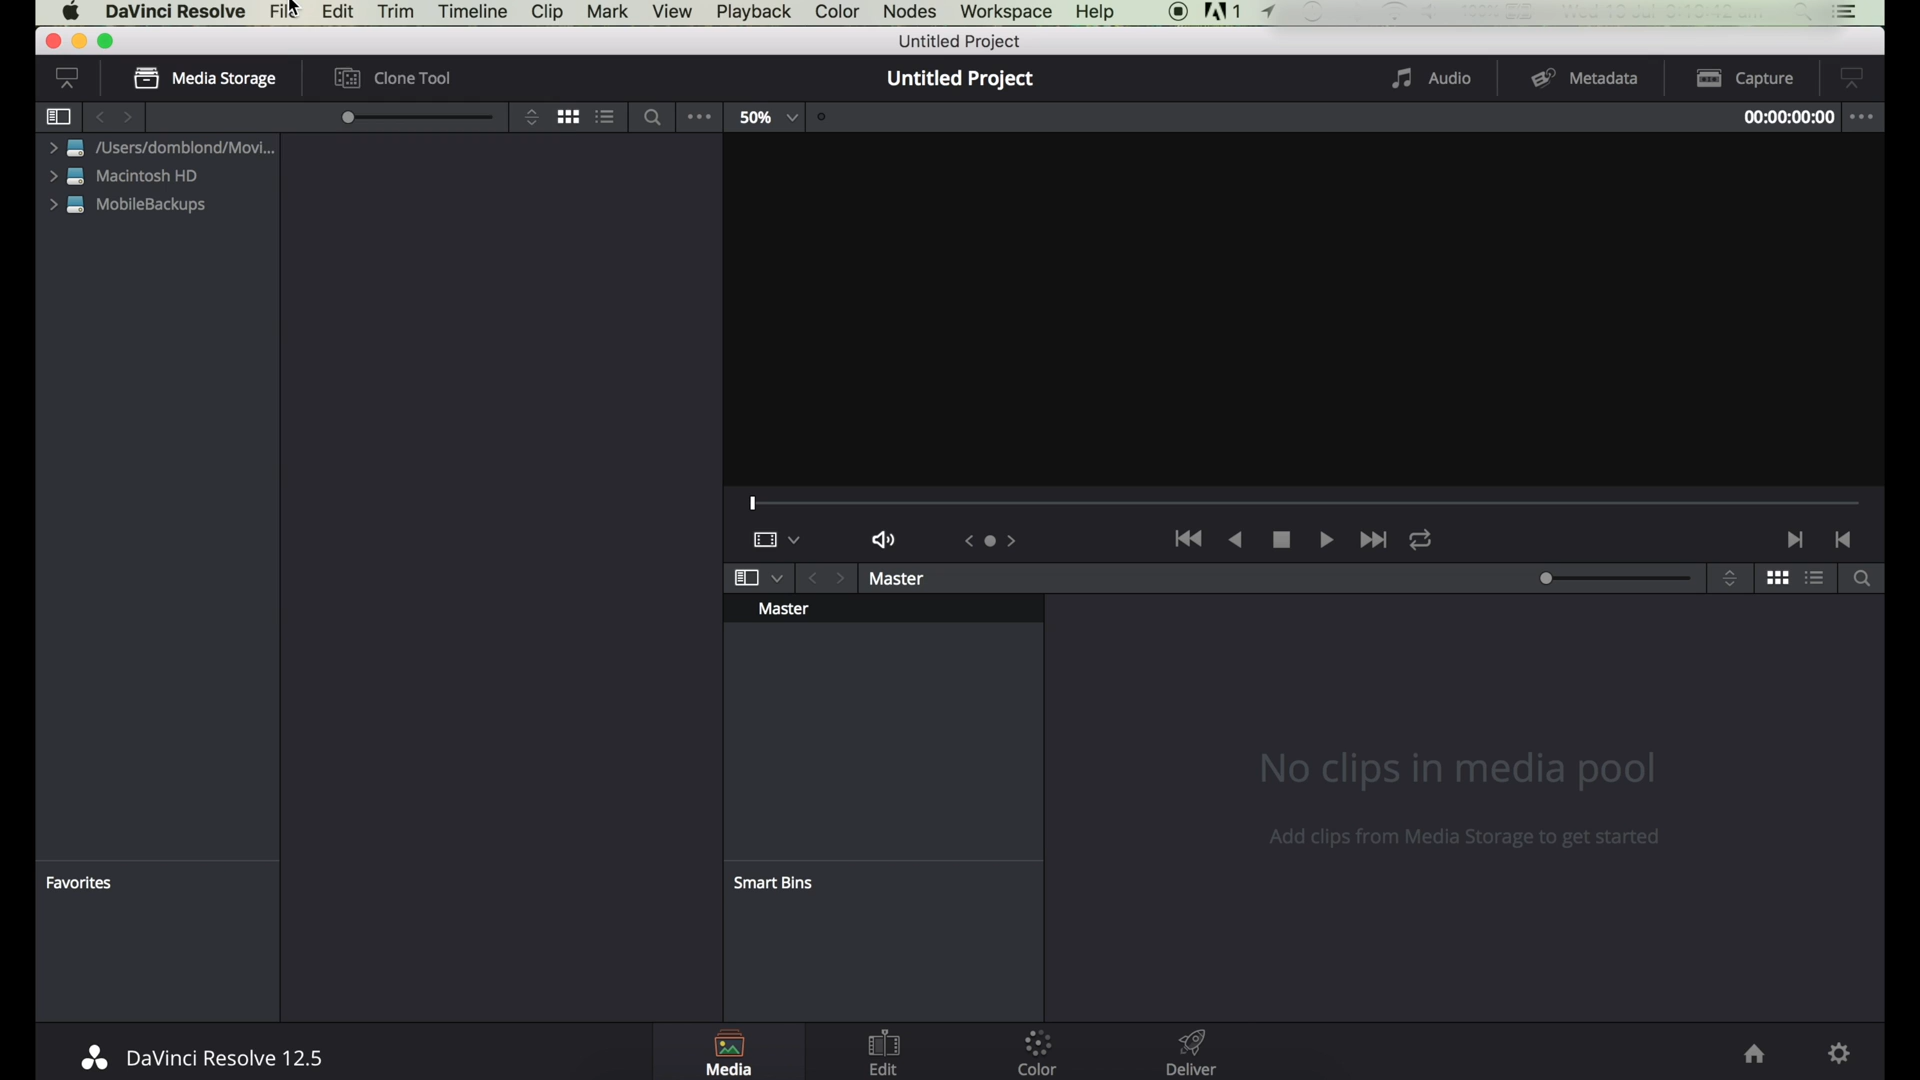 DaVinci Resolve File Edit Trim Timeline Clip Mark View Playback Color Nodes Workspace Help 1
Untitled Project
Media Storage Clone Tool Untitled Project Audio Metadata Capture
50% 00:00:00:00
/Users/domblond/Movi...
Macintosh HD
MobileBackups
Master
Master
No clips in media pool
Add clips from Media Storage to get started
Favorites
Smart Bins
DaVinci Resolve 12.5
Media Edit Color Deliver